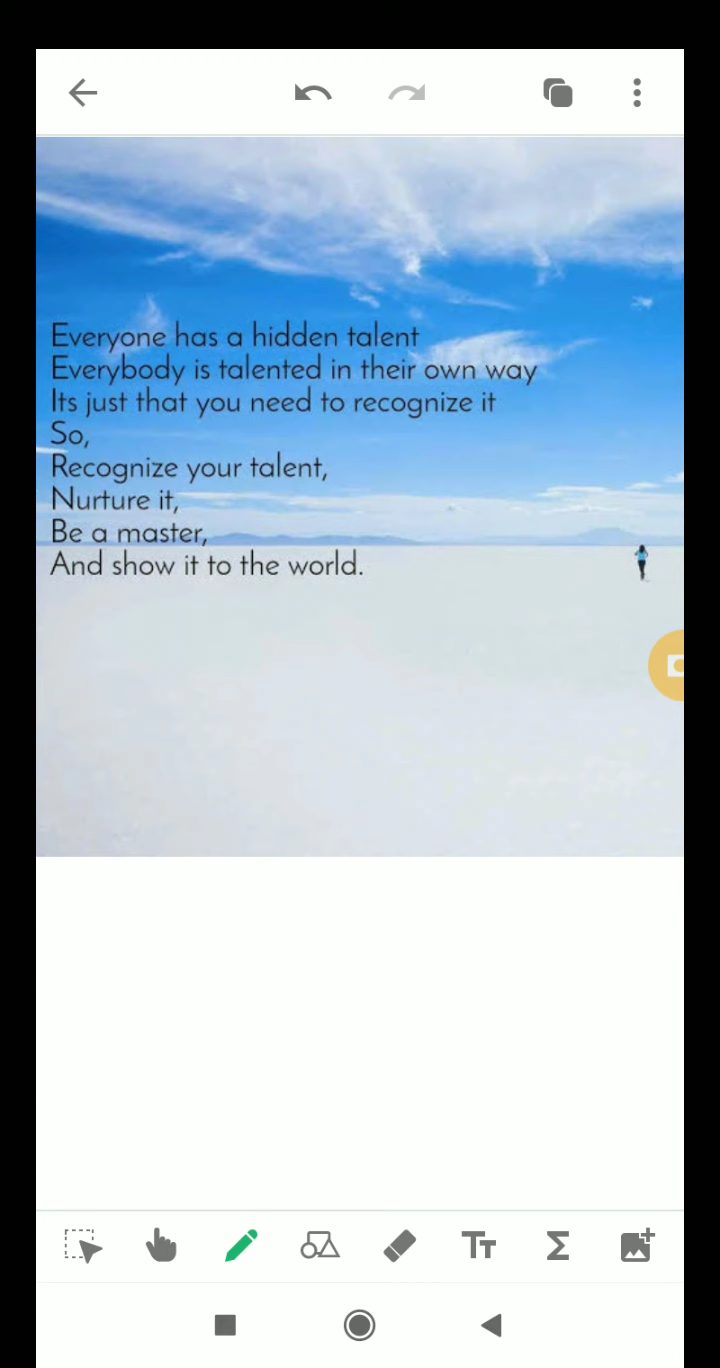 Everyone has a hidden talent
Everybody is talented in their own way
Its just that you need to recognize it
So,
Recognize your talent,
Nurture it,
Be a master,
And show it to the world.